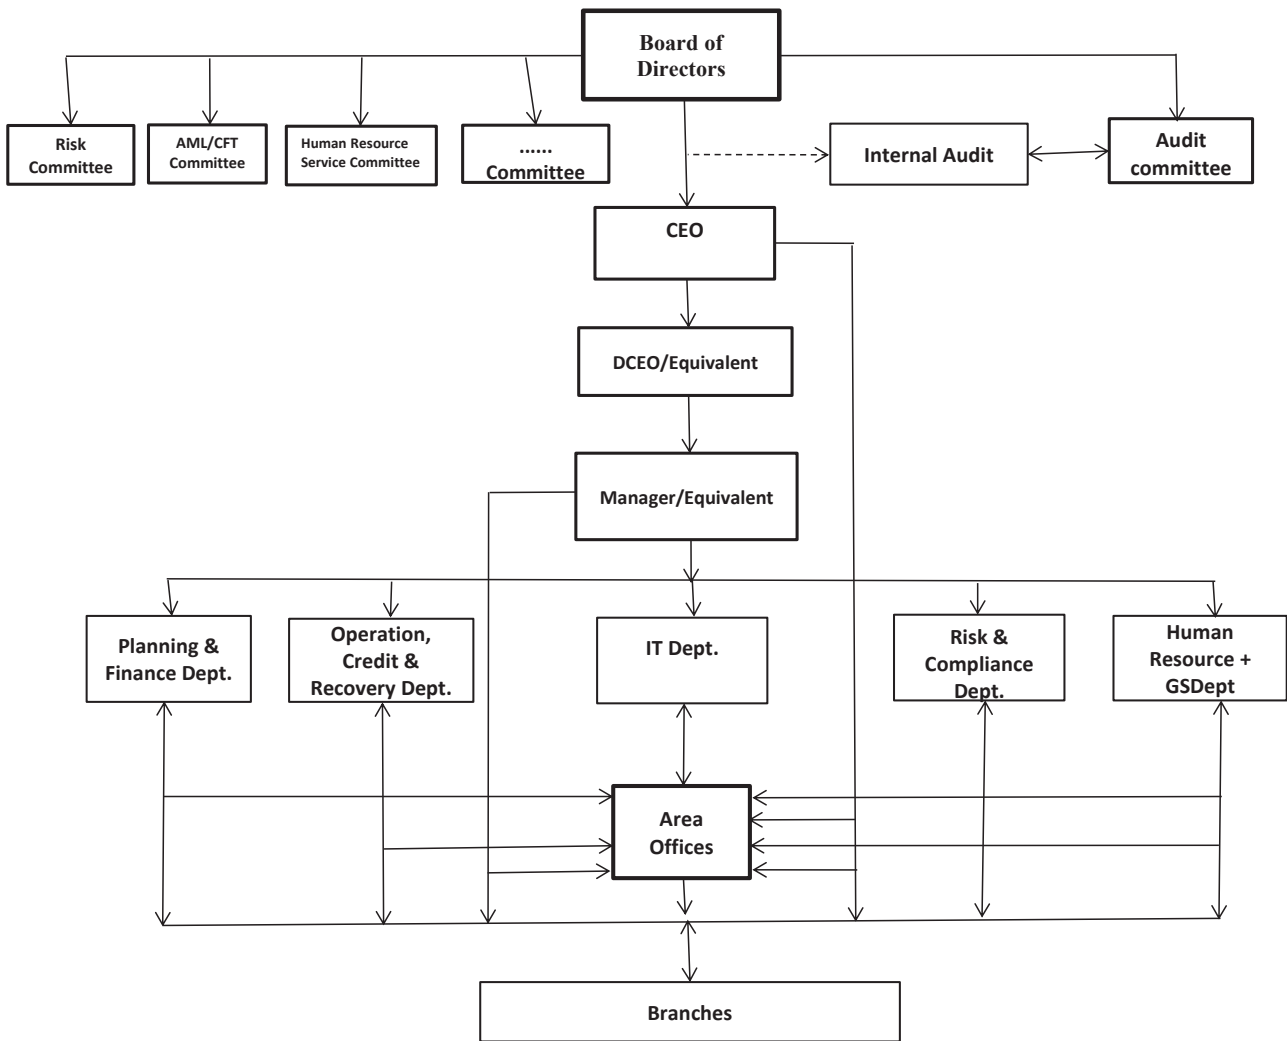 Board of
Directors
Risk
Committee
AML/CFT
Committee
Human Resource
Service Committee
......
Committee
Internal Audit
Audit
committee
CEO
DCEO/Equivalent
Manager/Equivalent
Planning &
Finance Dept.
Operation,
Credit &
Recovery Dept.
IT Dept.
Risk &
Compliance
Dept.
Human
Resource +
GSDept
Area
Offices
Branches